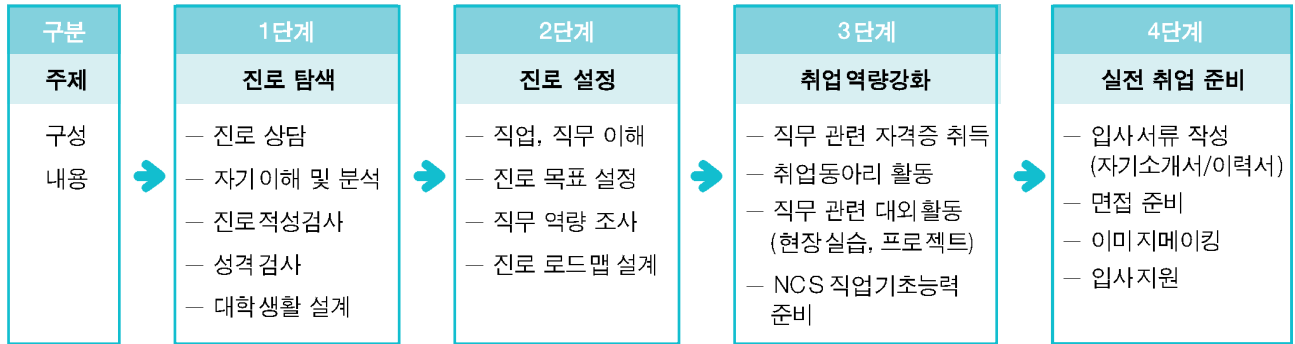 구분
주제
구성
내용
1단계
진로 탐색
– 진로 상담
– 자기이해 및 분석
– 진로적성검사
– 성격검사
– 대학생활 설계
2단계
진로 설정
– 직업, 직무 이해
– 진로 목표 설정
– 직무 역량 조사
– 진로 로드맵 설계
3단계
취업역량강화
– 직무 관련 자격증 취득
– 취업동아리 활동
– 직무 관련 대외활동
(현장실습, 프로젝트)
– NCS 직업기초능력
준비
4단계
실전 취업 준비
– 입사서류 작성
(자기소개서/이력서)
– 면접 준비
– 이미지메이킹
– 입사지원